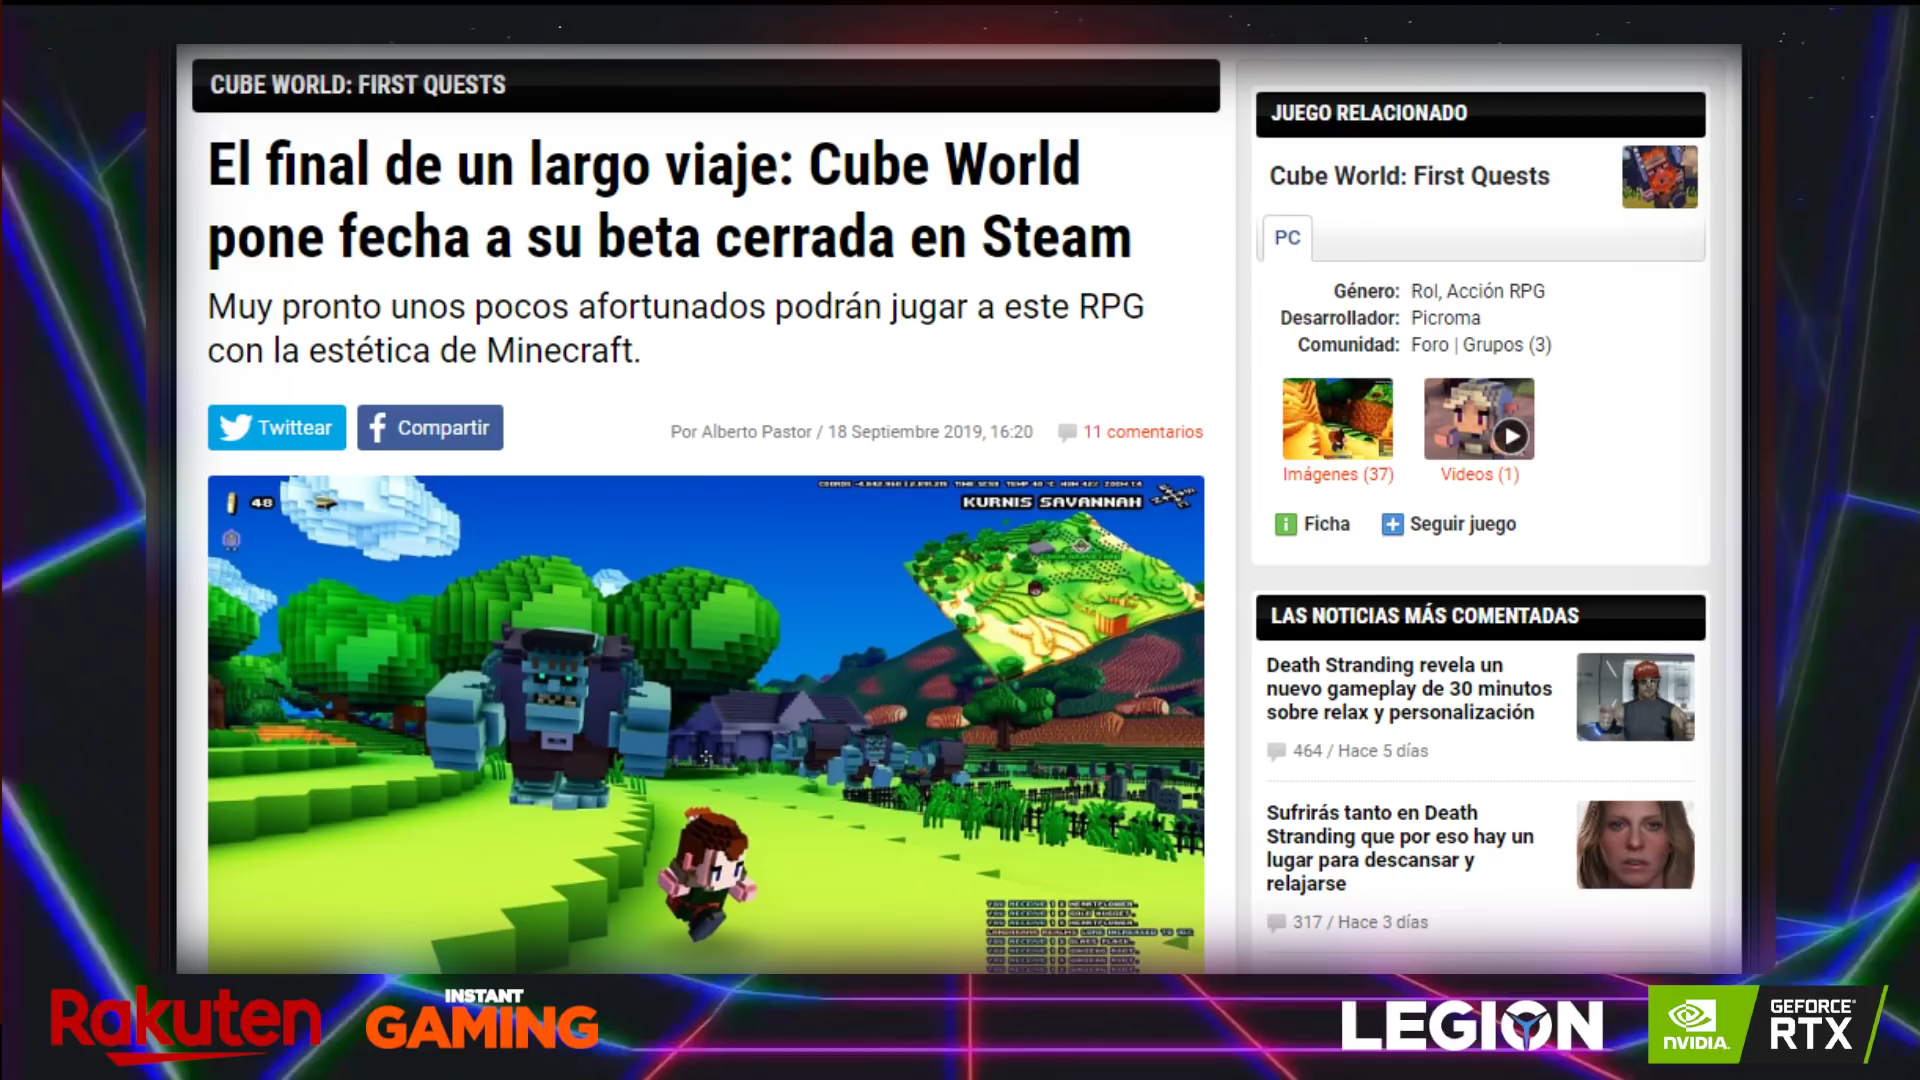 CUBE WORLD: FIRST QUESTS
El final de un largo viaje: Cube World
pone fecha a su beta cerrada en Steam
Muy pronto unos pocos afortunados podrán jugar a este RPG
con la estética de Minecraft.
Twittear
Compartir
Por Alberto Pastor / 18 Septiembre 2019, 16:20
11 comentarios
48
KURNIS SAVANNAH
JUEGO RELACIONADO
Cube World: First Quests
PC
Género: Rol, Acción RPG
Desarrollador: Picroma
Comunidad: Foro | Grupos (3)
Imágenes (37)
Videos (1)
Ficha
Seguir juego
LAS NOTICIAS MÁS COMENTADAS
Death Stranding revela un
nuevo gameplay de 30 minutos
sobre relax y personalización
464 / Hace 5 días
Sufrirás tanto en Death
Stranding que por eso hay un
lugar para descansar y
relajarse
317 / Hace 3 días
Rakuten
INSTANT
GAMING
LEGION
NVIDIA.
GEFORCE
RTX